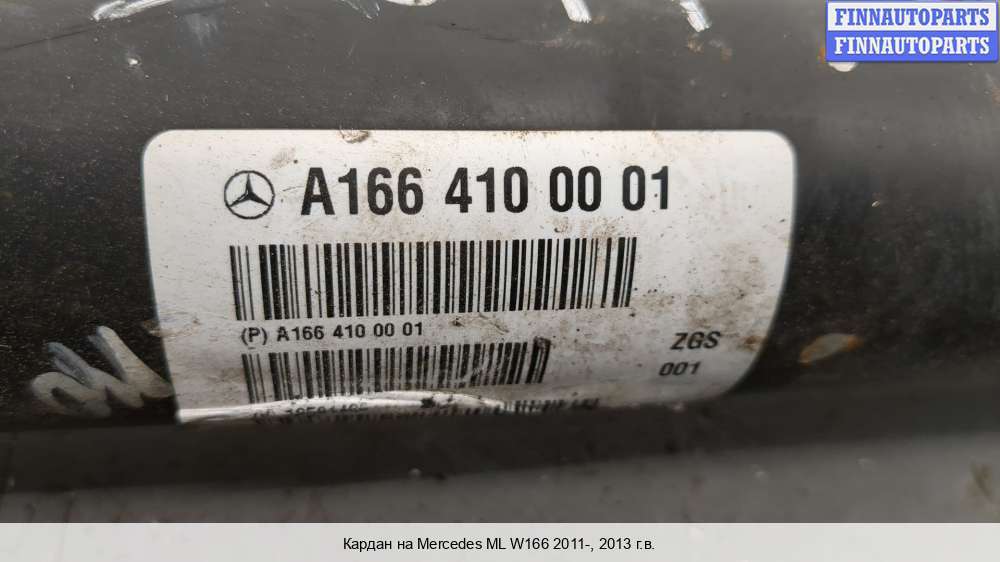 FINNAUTOPARTS
FINNAUTOPARTS
A166 410 00 01
(P) A166 410 00 01
ZGS
001
Кардан на Mercedes ML W166 2011-, 2013 г.в.